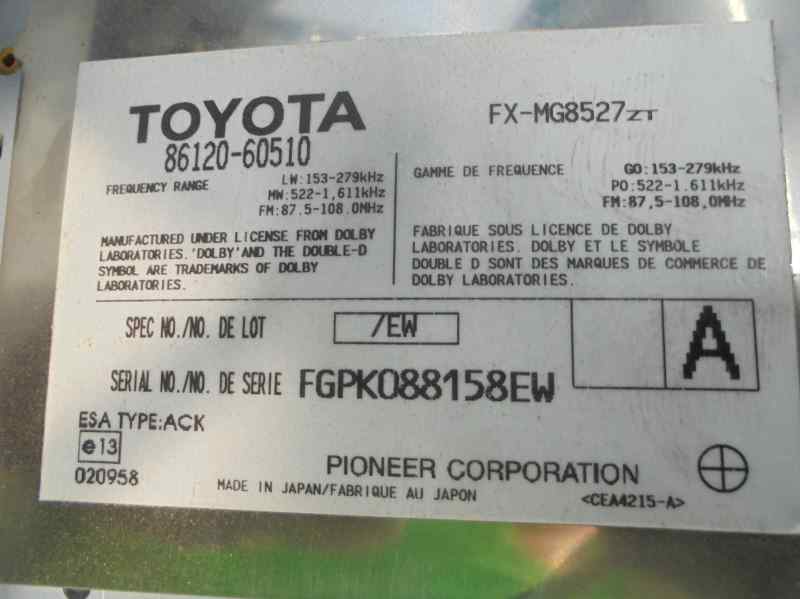 TOYOTA
86120-60510
FX-MG8527ZT
FREQUENCY RANGE
LW:153-279kHz
MW:522-1,611kHz
FM:87.5-108.0MHz
GAMME DE FREQUENCE
GO:153-279kHz
PO:522-1.611kHz
FM:87,5-108,0MHz
MANUFACTURED UNDER LICENSE FROM DOLBY
LABORATORIES.'DOLBY'AND THE DOUBLE-D
SYMBOL ARE TRADEMARKS OF DOLBY
LABORATORIES.
FABRIQUE SOUS LICENCE DE DOLBY
LABORATORIES. DOLBY ET LE SYMBOLE
DOUBLE D SONT DES MARQUES DE COMMERCE DE
DOLBY LABORATORIES.
SPEC NO./NO. DE LOT /EW
A
SERIAL NO./NO. DE SERIE FGPK088158EW
ESA TYPE:ACK
e13
020958
PIONEER CORPORATION
MADE IN JAPAN/FABRIQUE AU JAPON
<CEA4215-A>